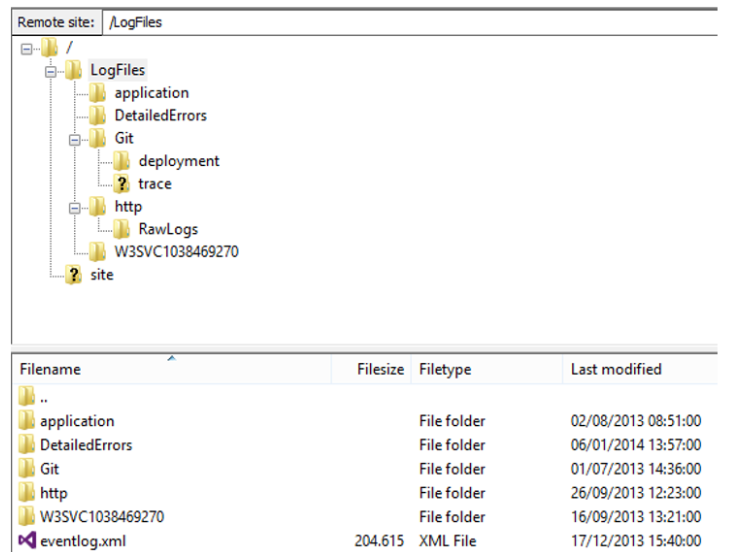 Remote site: /LogFiles
/
LogFiles
application
DetailedErrors
Git
deployment
? trace
http
RawLogs
W3SVC1038469270
? site
Filename Filesize Filetype Last modified
..
application File folder 02/08/2013 08:51:00
DetailedErrors File folder 06/01/2014 13:57:00
Git File folder 01/07/2013 14:36:00
http File folder 26/09/2013 12:23:00
W3SVC1038469270 File folder 16/09/2013 13:21:00
eventlog.xml 204.615 XML File 17/12/2013 15:40:00